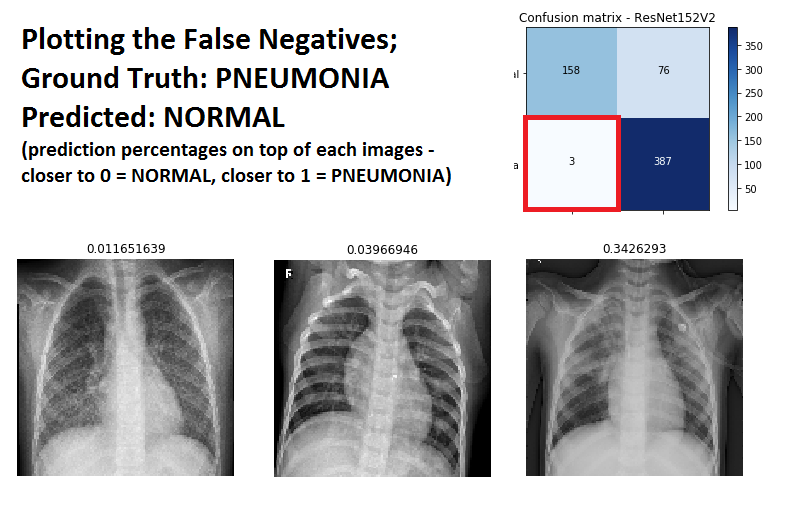 Plotting the False Negatives;
Ground Truth: PNEUMONIA
Predicted: NORMAL
(prediction percentages on top of each images -
closer to 0 = NORMAL, closer to 1 = PNEUMONIA)
Confusion matrix - ResNet152V2
al
158
76
a
3
387
350
300
250
200
150
100
50
0.011651639
0.03966946
0.3426293